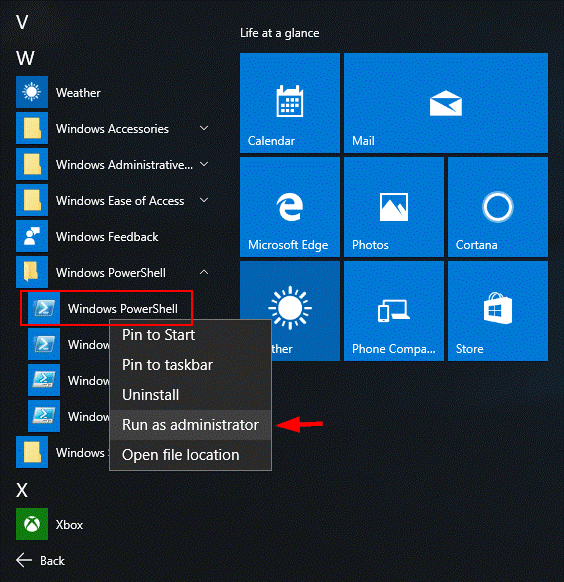 V
W
Weather
Windows Accessories
Windows Administrative...
Windows Ease of Access
Windows Feedback
Windows PowerShell
Windows PowerShell
Window
Window
Window
Windows
X
Xbox
Back
Pin to Start
Pin to taskbar
Uninstall
Run as administrator
Open file location
Life at a glance
Calendar
Mail
Microsoft Edge
Photos
Cortana
ther
Phone Compa...
Store